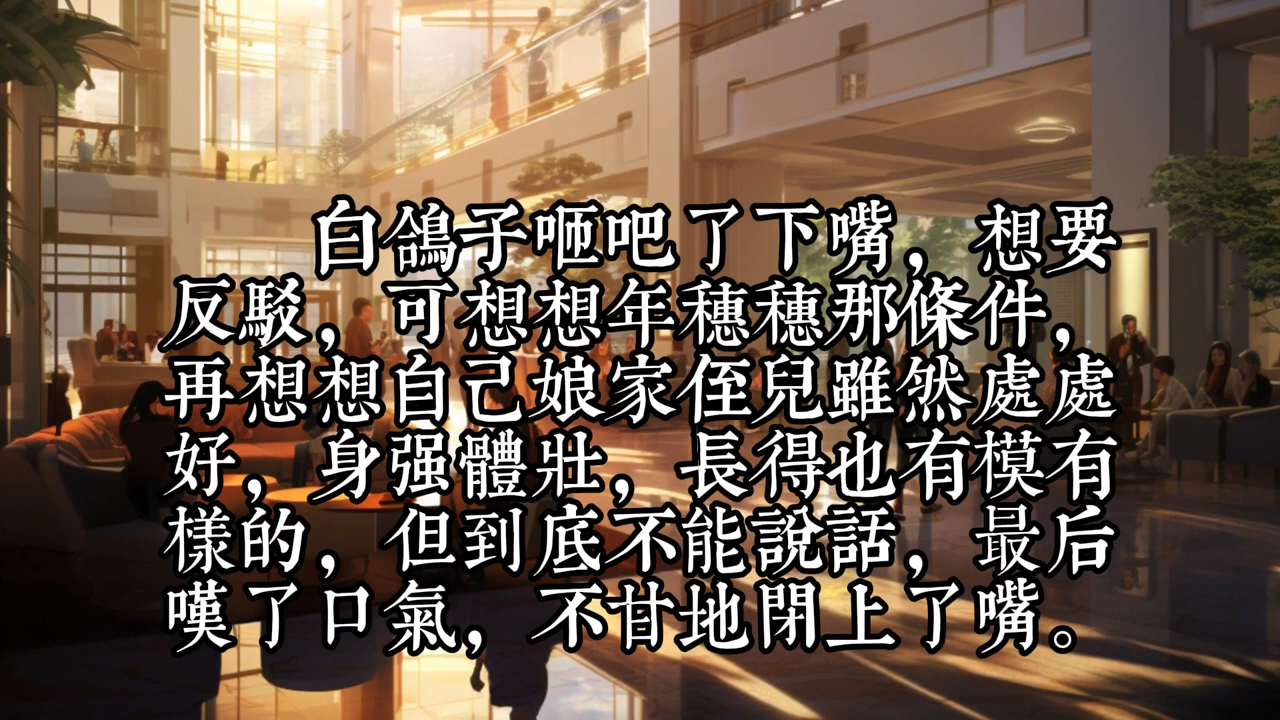 白鴿子咂吧了下嘴，想要
反駁，可想想年穗穗那條件，
再想想自己娘家侄兒雖然處處
好，身强體壯，長得也有模有
樣的，但到底不能說話，最后
嘆了口氣，不甘地閉上了嘴。